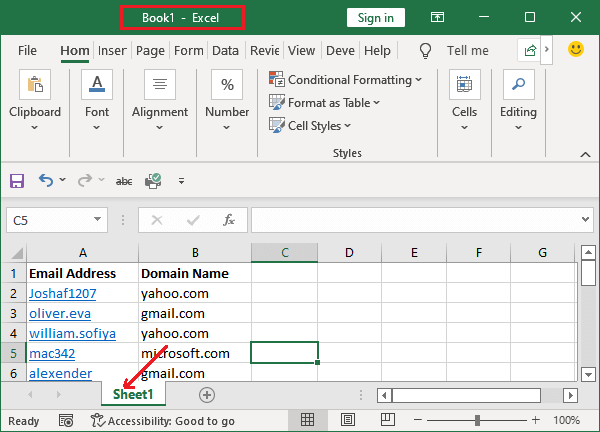 Book1 - Excel
Sign in
File Hom Inser Page Form Data Revie View Deve Help Tell me
Clipboard
Font
Alignment
%
Number
Conditional Formatting
Format as Table
Cell Styles
Styles
Cells
Editing
abc
C5 fx
A B C D E F G
1 Email Address Domain Name
2 Joshaf1207 yahoo.com
3 oliver.eva gmail.com
4 william.sofiya yahoo.com
5 mac342 microsoft.com
6 alexender gmail.com
Sheet1
Ready Accessibility: Good to go 100%